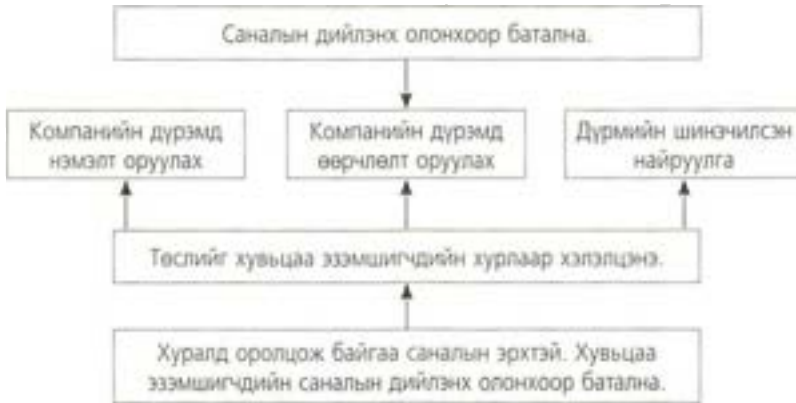 Саналын дийлэнх олонхоор батална.
Компанийн дүрэмд
нэмэлт оруулах
Компанийн дүрэмд
өөрчлөлт оруулах
Дүрмийн шинэчилсэн
найруулга
Төслийг хувьцаа эзэмшигчдийн хурлаар хэлэлцэнэ.
Хуралд оролцож байгаа саналын эрхтэй. Хувьцаа
эзэмшигчдийн саналын дийлэнх олонхоор батална.